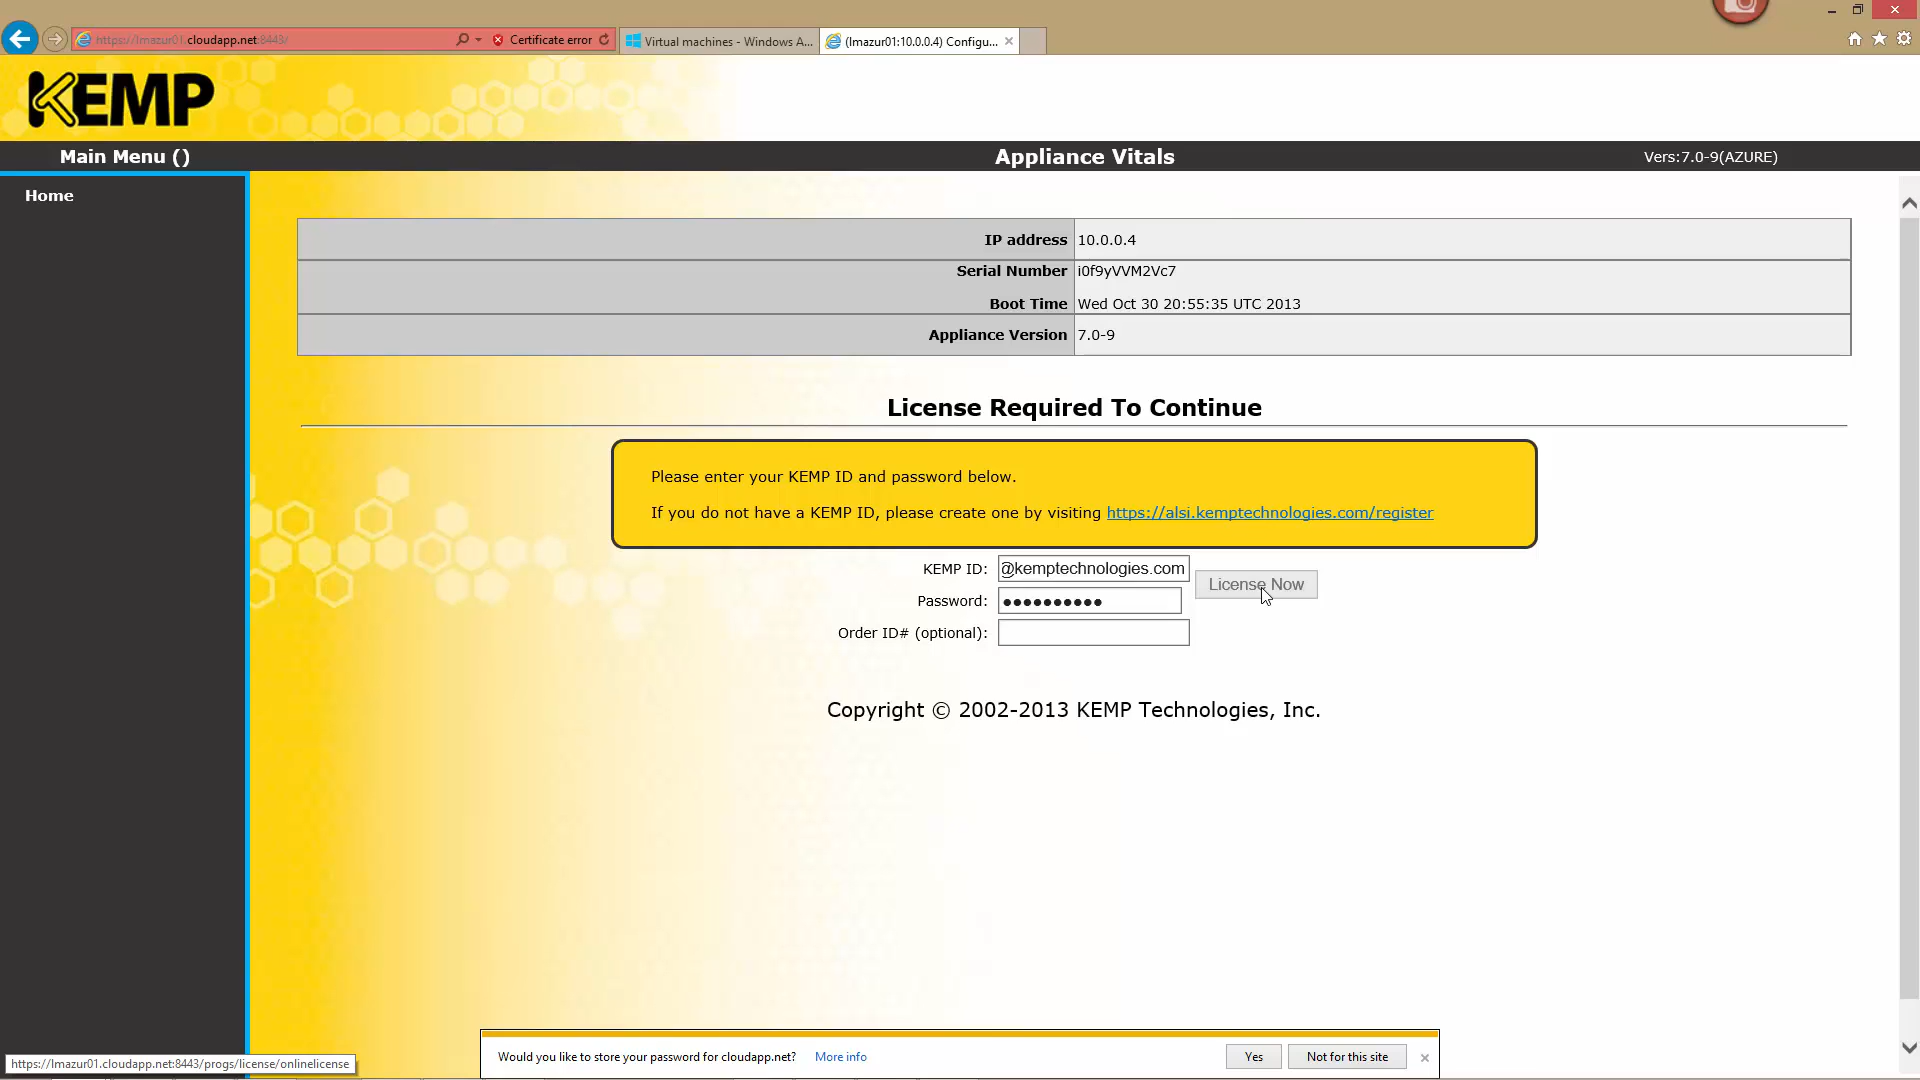 https://lmazur01.cloudapp.net:8443/
Certificate error
Virtual machines - Windows A...
(lmazur01:10.0.0.4) Configu...
KEMP
Main Menu ()
Appliance Vitals
Vers:7.0-9(AZURE)
Home
IP address 10.0.0.4
Serial Number i0f9yVVM2Vc7
Boot Time Wed Oct 30 20:55:35 UTC 2013
Appliance Version 7.0-9
License Required To Continue
Please enter your KEMP ID and password below.
If you do not have a KEMP ID, please create one by visiting https://alsi.kemptechnologies.com/register
KEMP ID: @kemptechnologies.com
License Now
Password: ●●●●●●●●●●
Order ID# (optional):
Copyright © 2002-2013 KEMP Technologies, Inc.
Would you like to store your password for cloudapp.net? More info
Yes
Not for this site
https://lmazur01.cloudapp.net:8443/progs/license/onlinelicense